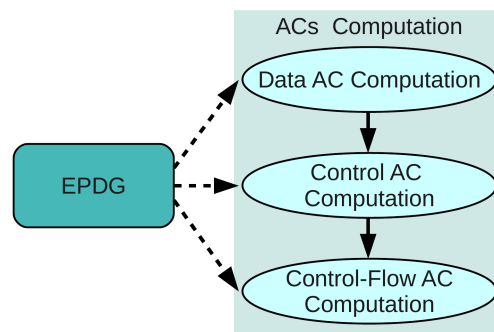 ACs Computation
Data AC Computation
EPDG
Control AC
Computation
Control-Flow AC
Computation